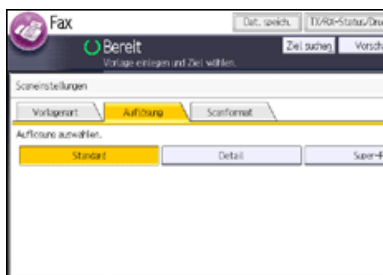 Fax
Dat. speich. TX/RX-Status/Dru
Bereit
Ziel suchen Vorsch
Vorlage einlegen und Ziel wählen.
Scaneinstellungen
Vorlagenart Auflösung Scanformat
Auflösung auswählen.
Standard Detail Super-F